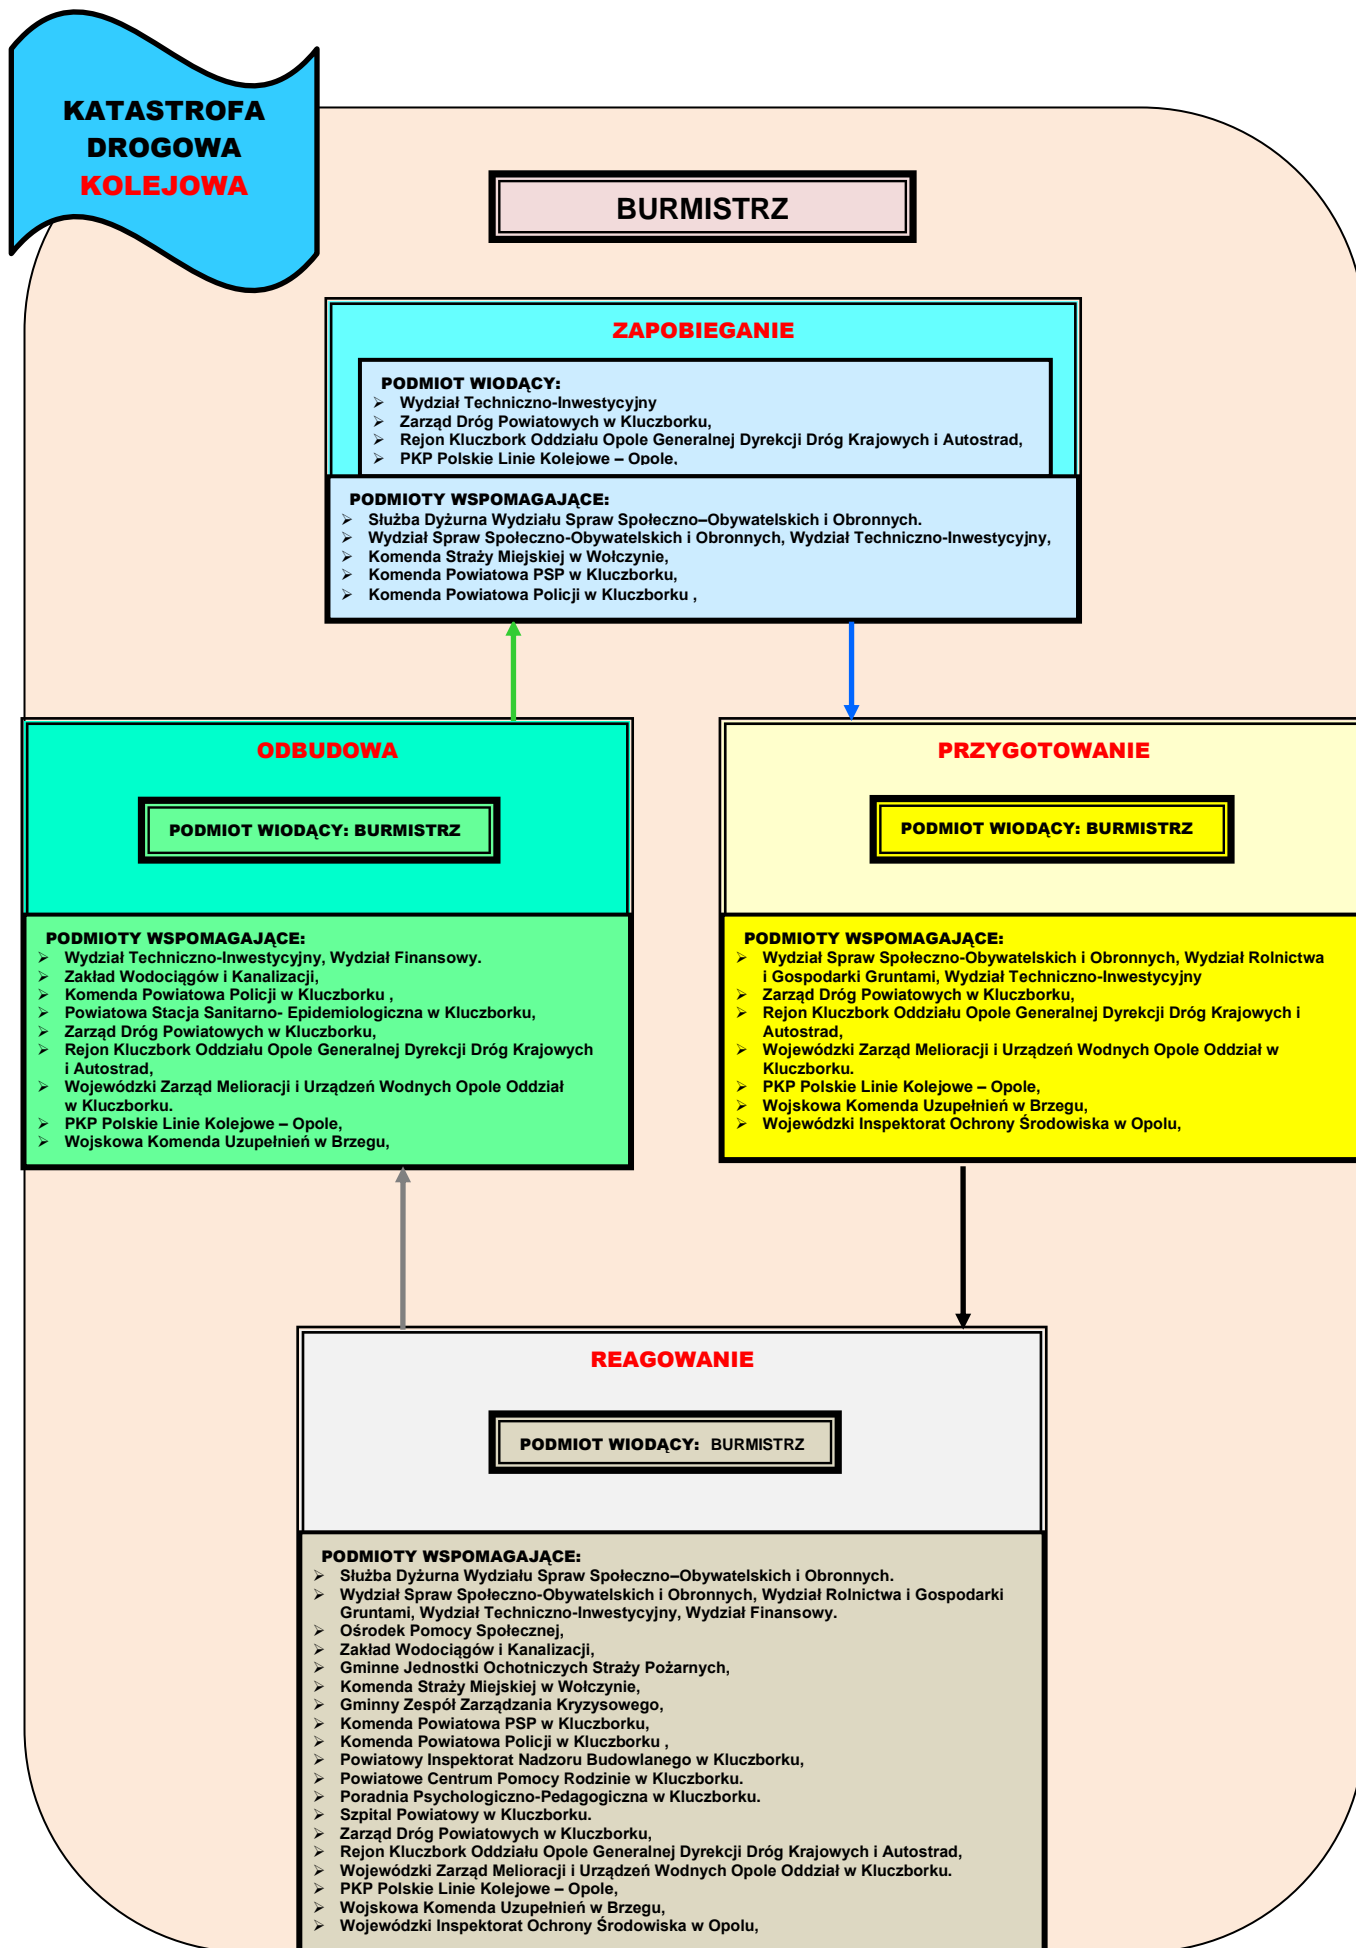 KATASTROFA
DROGOWA
KOLEJOWA
BURMISTRZ
ZAPOBIEGANIE
PODMIOT WIODĄCY:
➢ Wydział Techniczno-Inwestycyjny
➢ Zarząd Dróg Powiatowych w Kluczborku,
➢ Rejon Kluczbork Oddziału Opole Generalnej Dyrekcji Dróg Krajowych i Autostrad,
➢ PKP Polskie Linie Kolejowe – Opole,
PODMIOTY WSPOMAGAJĄCE:
➢ Służba Dyżurna Wydziału Spraw Społeczno–Obywatelskich i Obronnych.
➢ Wydział Spraw Społeczno-Obywatelskich i Obronnych, Wydział Techniczno-Inwestycyjny,
➢ Komenda Straży Miejskiej w Wołczynie,
➢ Komenda Powiatowa PSP w Kluczborku,
➢ Komenda Powiatowa Policji w Kluczborku ,
ODBUDOWA
PODMIOT WIODĄCY: BURMISTRZ
PODMIOTY WSPOMAGAJĄCE:
➢ Wydział Techniczno-Inwestycyjny, Wydział Finansowy.
➢ Zakład Wodociągów i Kanalizacji,
➢ Komenda Powiatowa Policji w Kluczborku ,
➢ Powiatowa Stacja Sanitarno- Epidemiologiczna w Kluczborku,
➢ Zarząd Dróg Powiatowych w Kluczborku,
➢ Rejon Kluczbork Oddziału Opole Generalnej Dyrekcji Dróg Krajowych
i Autostrad,
➢ Wojewódzki Zarząd Melioracji i Urządzeń Wodnych Opole Oddział
w Kluczborku.
➢ PKP Polskie Linie Kolejowe – Opole,
➢ Wojskowa Komenda Uzupełnień w Brzegu,
PRZYGOTOWANIE
PODMIOT WIODĄCY: BURMISTRZ
PODMIOTY WSPOMAGAJĄCE:
➢ Wydział Spraw Społeczno-Obywatelskich i Obronnych, Wydział Rolnictwa
i Gospodarki Gruntami, Wydział Techniczno-Inwestycyjny
➢ Zarząd Dróg Powiatowych w Kluczborku,
➢ Rejon Kluczbork Oddziału Opole Generalnej Dyrekcji Dróg Krajowych i
Autostrad,
➢ Wojewódzki Zarząd Melioracji i Urządzeń Wodnych Opole Oddział w
Kluczborku.
➢ PKP Polskie Linie Kolejowe – Opole,
➢ Wojskowa Komenda Uzupełnień w Brzegu,
➢ Wojewódzki Inspektorat Ochrony Środowiska w Opolu,
REAGOWANIE
PODMIOT WIODĄCY: BURMISTRZ
PODMIOTY WSPOMAGAJĄCE:
➢ Służba Dyżurna Wydziału Spraw Społeczno–Obywatelskich i Obronnych.
➢ Wydział Spraw Społeczno-Obywatelskich i Obronnych, Wydział Rolnictwa i Gospodarki
Gruntami, Wydział Techniczno-Inwestycyjny, Wydział Finansowy.
➢ Ośrodek Pomocy Społecznej,
➢ Zakład Wodociągów i Kanalizacji,
➢ Gminne Jednostki Ochotniczych Straży Pożarnych,
➢ Komenda Straży Miejskiej w Wołczynie,
➢ Gminny Zespół Zarządzania Kryzysowego,
➢ Komenda Powiatowa PSP w Kluczborku,
➢ Komenda Powiatowa Policji w Kluczborku ,
➢ Powiatowy Inspektorat Nadzoru Budowlanego w Kluczborku,
➢ Powiatowe Centrum Pomocy Rodzinie w Kluczborku.
➢ Poradnia Psychologiczno-Pedagogiczna w Kluczborku.
➢ Szpital Powiatowy w Kluczborku.
➢ Zarząd Dróg Powiatowych w Kluczborku,
➢ Rejon Kluczbork Oddziału Opole Generalnej Dyrekcji Dróg Krajowych i Autostrad,
➢ Wojewódzki Zarząd Melioracji i Urządzeń Wodnych Opole Oddział w Kluczborku.
➢ PKP Polskie Linie Kolejowe – Opole,
➢ Wojskowa Komenda Uzupełnień w Brzegu,
➢ Wojewódzki Inspektorat Ochrony Środowiska w Opolu,